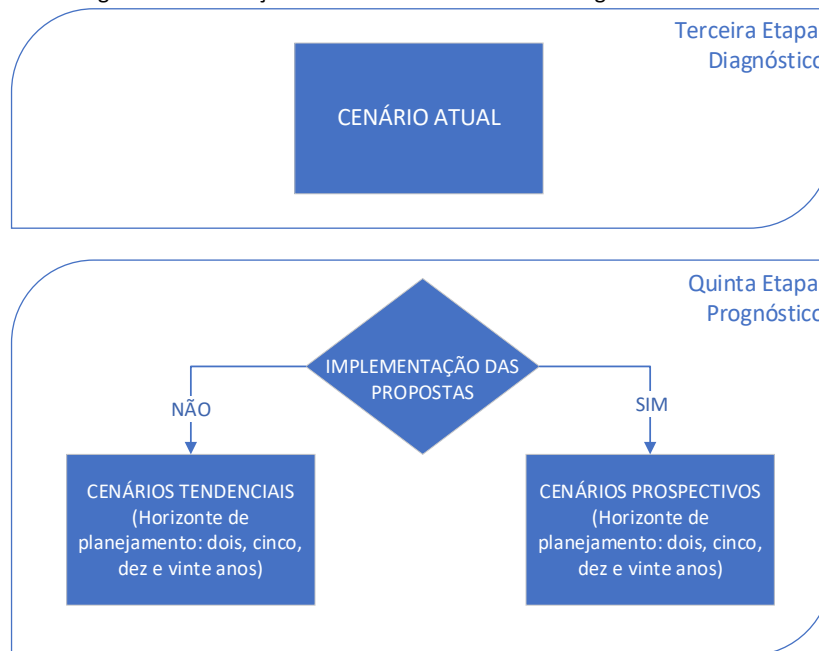 Terceira Etapa
Diagnóstico
CENÁRIO ATUAL
Quinta Etapa
Prognóstico
IMPLEMENTAÇÃO DAS
PROPOSTAS
NÃO
SIM
CENÁRIOS TENDENCIAIS
(Horizonte de
planejamento: dois, cinco,
dez e vinte anos)
CENÁRIOS PROSPECTIVOS
(Horizonte de
planejamento: dois, cinco,
dez e vinte anos)